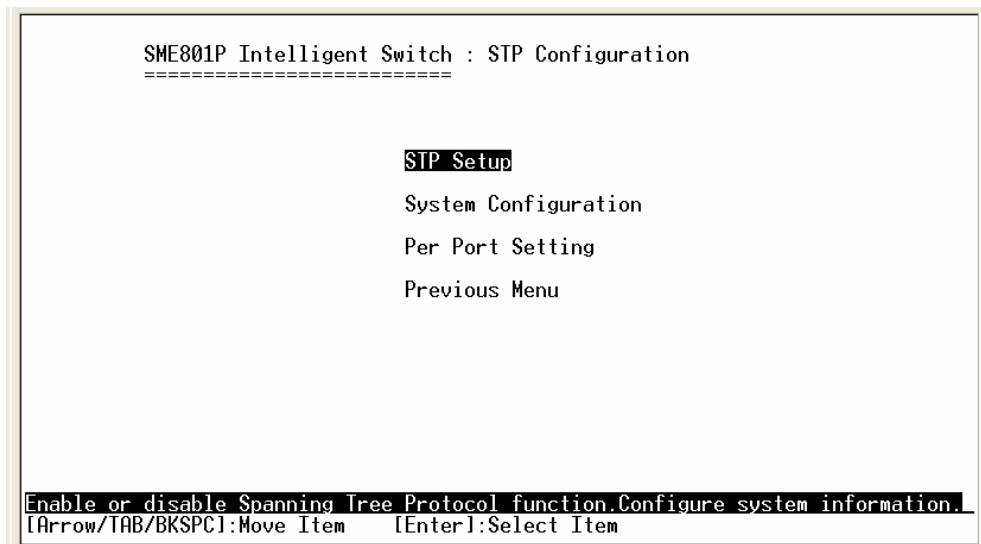 SME801P Intelligent Switch : STP Configuration
==========================
STP Setup
System Configuration
Per Port Setting
Previous Menu
Enable or disable Spanning Tree Protocol function.Configure system information._
[Arrow/TAB/BKSPC]:Move Item    [Enter]:Select Item